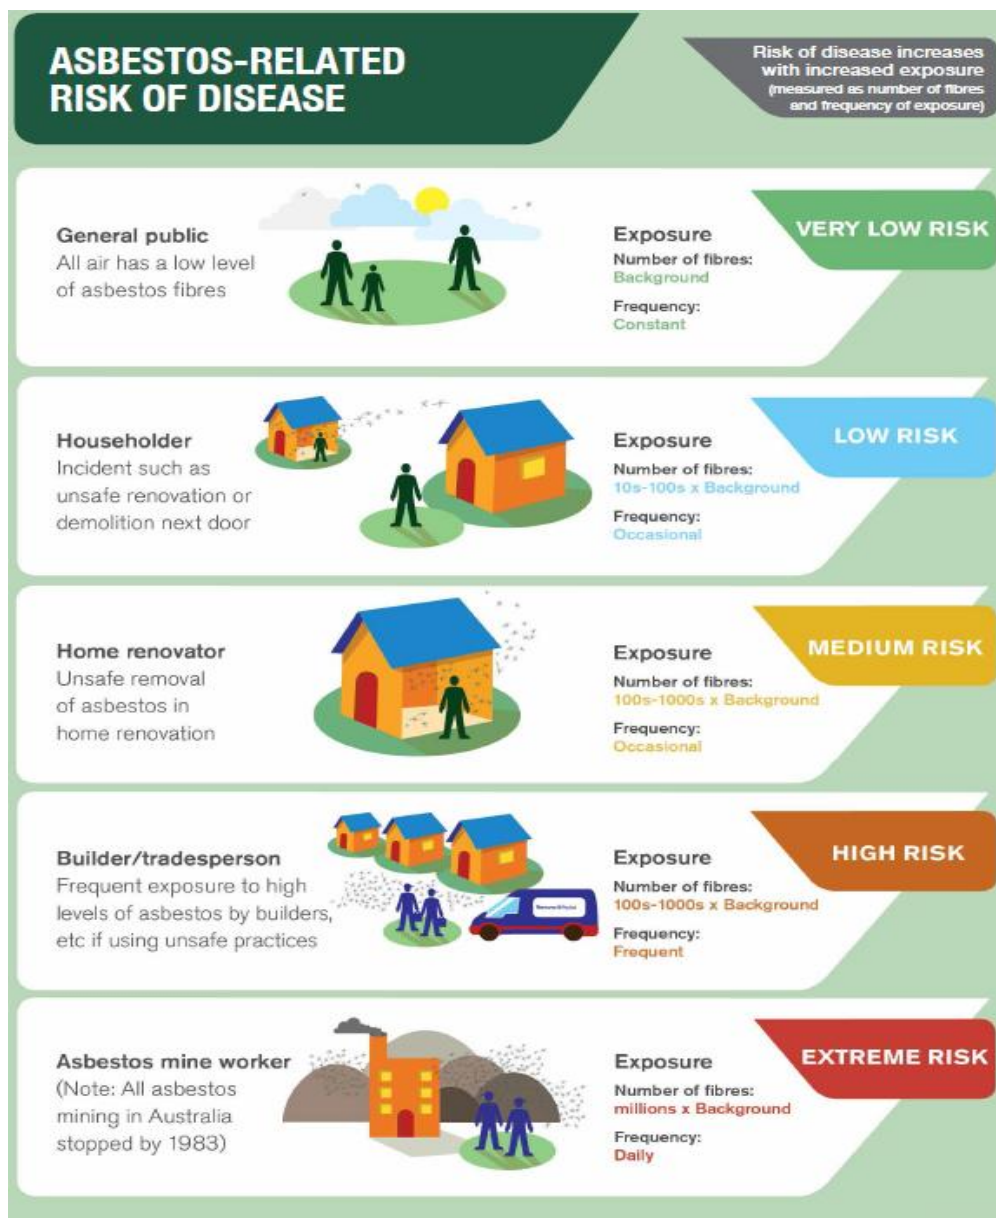 ASBESTOS-RELATED
RISK OF DISEASE
Risk of disease increases
with increased exposure
(measured as number of fibres
and frequency of exposure)
General public
All air has a low level
of asbestos fibres
Exposure
Number of fibres:
Background
Frequency:
Constant
VERY LOW RISK
Householder
Incident such as
unsafe renovation or
demolition next door
Exposure
Number of fibres:
10s-100s x Background
Frequency:
Occasional
LOW RISK
Home renovator
Unsafe removal
of asbestos in
home renovation
Exposure
Number of fibres:
100s-1000s x Background
Frequency:
Occasional
MEDIUM RISK
Builder/tradesperson
Frequent exposure to high
levels of asbestos by builders,
etc if using unsafe practices
Exposure
Number of fibres:
100s-1000s x Background
Frequency:
Frequent
HIGH RISK
Asbestos mine worker
(Note: All asbestos
mining in Australia
stopped by 1983)
Exposure
Number of fibres:
millions x Background
Frequency:
Daily
EXTREME RISK